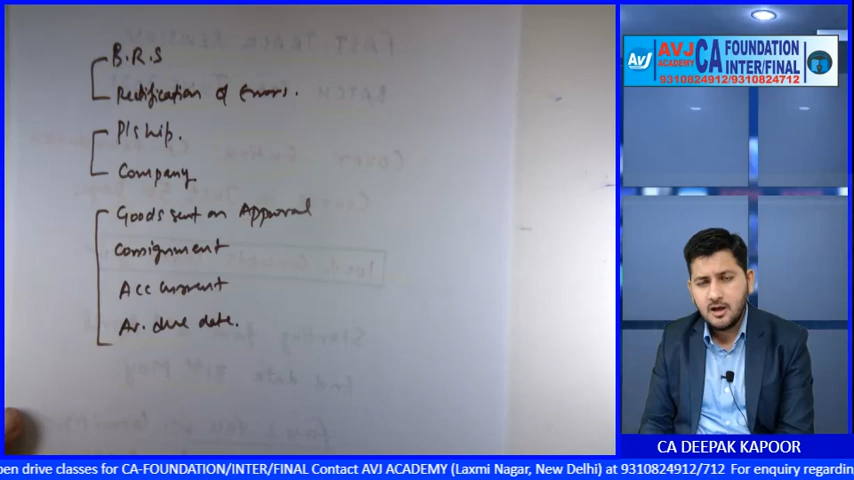 B.R.S
Rectification of Errors.
P/ship.
Company
Goods sent on Approval
Consignment
Acc current
Av. due date.
AVJ
ACADEMY
CA
FOUNDATION
INTER/FINAL
9310824912/9310824712
AVJ
CA DEEPAK KAPOOR
pen drive classes for CA-FOUNDATION/INTER/FINAL Contact AVJ ACADEMY (Laxmi Nagar, New Delhi) at 9310824912/712 For enquiry regardin